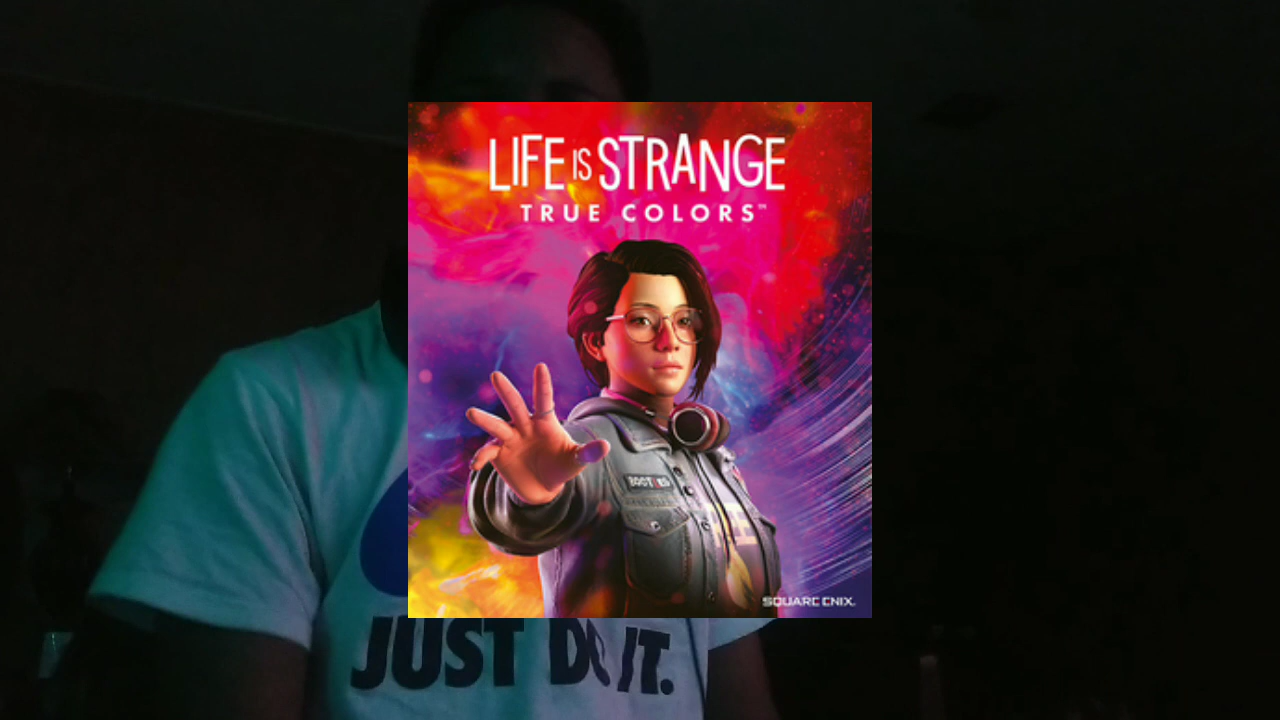 LIFE IS STRANGE
TRUE COLORS™
SQUARE ENIX.
JUST DO IT.